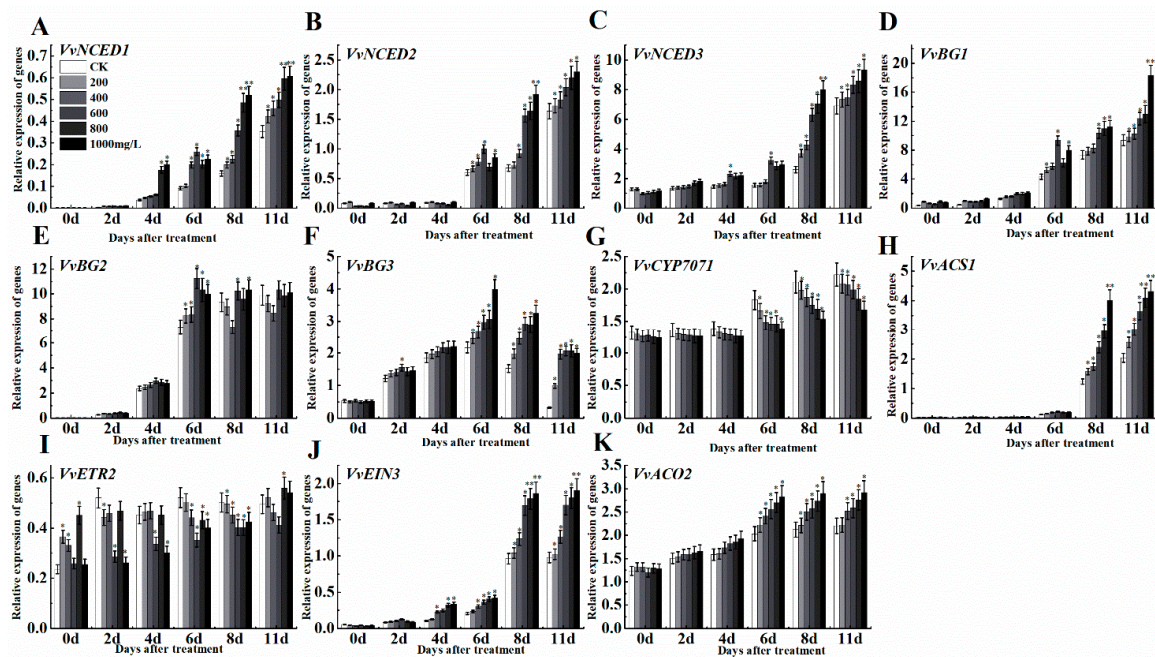 A
VvNCED1
CK
200
400
600
800
1000mg/L
Relative expression of genes
0.7
0.6
0.5
0.4
0.3
0.2
0.1
0.0
0d 2d 4d 6d 8d 11d
Days after treatment
B
VvNCED2
Relative expression of genes
2.5
2.0
1.5
1.0
0.5
0.0
0d 2d 4d 6d 8d 11d
Days after treatment
C
VvNCED3
Relative expression of genes
10
8
6
4
2
0
0d 2d 4d 6d 8d 11d
Days after treatment
D
VvBG1
Relative expression of genes
20
16
12
8
4
0
0d 2d 4d 6d 8d 11d
Days after treatment
E
VvBG2
Relative expression of genes
12
10
8
6
4
2
0
0d 2d 4d 6d 8d 11d
Days after treatment
F
VvBG3
Relative expression of genes
5
4
3
2
1
0
0d 2d 4d 6d 8d 11d
Days after treatment
G
VvCYP7071
Relative expression of genes
2.5
2.0
1.5
1.0
0.5
0.0
0d 2d 4d 6d 8d 11d
Days after treatment
H
VvACS1
Relative expression of genes
5
4
3
2
1
0
0d 2d 4d 6d 8d 11d
Days after treatment
I
VvETR2
Relative expression of genes
0.6
0.4
0.2
0.0
0d 2d 4d 6d 8d 11d
Days after treatment
J
VvEIN3
Relative expression of genes
2.0
1.5
1.0
0.5
0.0
0d 2d 4d 6d 8d 11d
Days after treatment
K
VvACO2
Relative expression of genes
3.5
3.0
2.5
2.0
1.5
1.0
0.5
0.0
0d 2d 4d 6d 8d 11d
Days after treatment